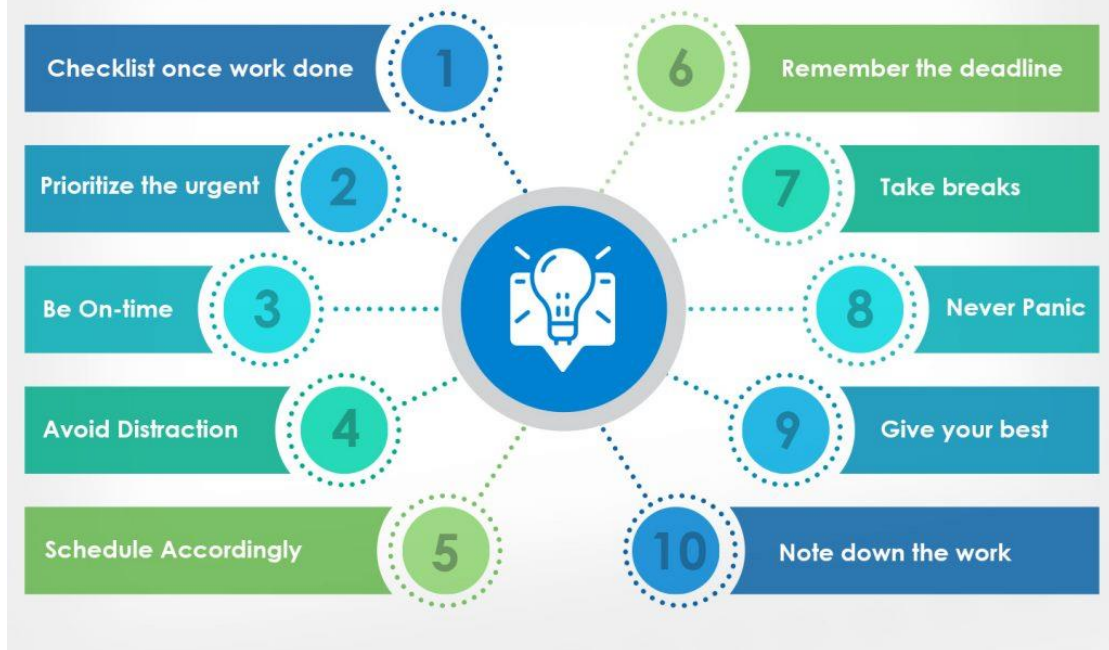 1
Checklist once work done
2
Prioritize the urgent
3
Be On-time
4
Avoid Distraction
5
Schedule Accordingly
6
Remember the deadline
7
Take breaks
8
Never Panic
9
Give your best
10
Note down the work